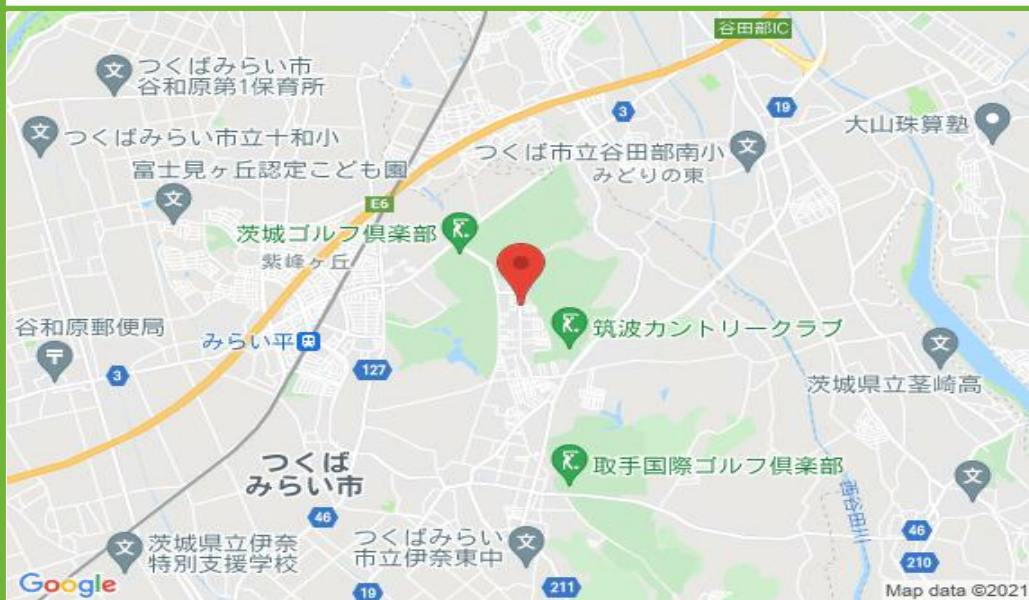 谷田部IC
つくばみらい市
谷和原第1保育所
3
19
大山珠算塾
つくばみらい市立十和小
つくば市立谷田部南小
みどりの東
富士見ヶ丘認定こども園
E6
茨城ゴルフ倶楽部
紫峰ヶ丘
谷和原郵便局
みらい平
筑波カントリークラブ
3
127
茨城県立茎崎高
つくば
みらい市
取手国際ゴルフ倶楽部
西谷田川
46
46
茨城県立伊奈
特別支援学校
つくばみらい
市立伊奈東中
210
Google
19
211
Map data ©2021